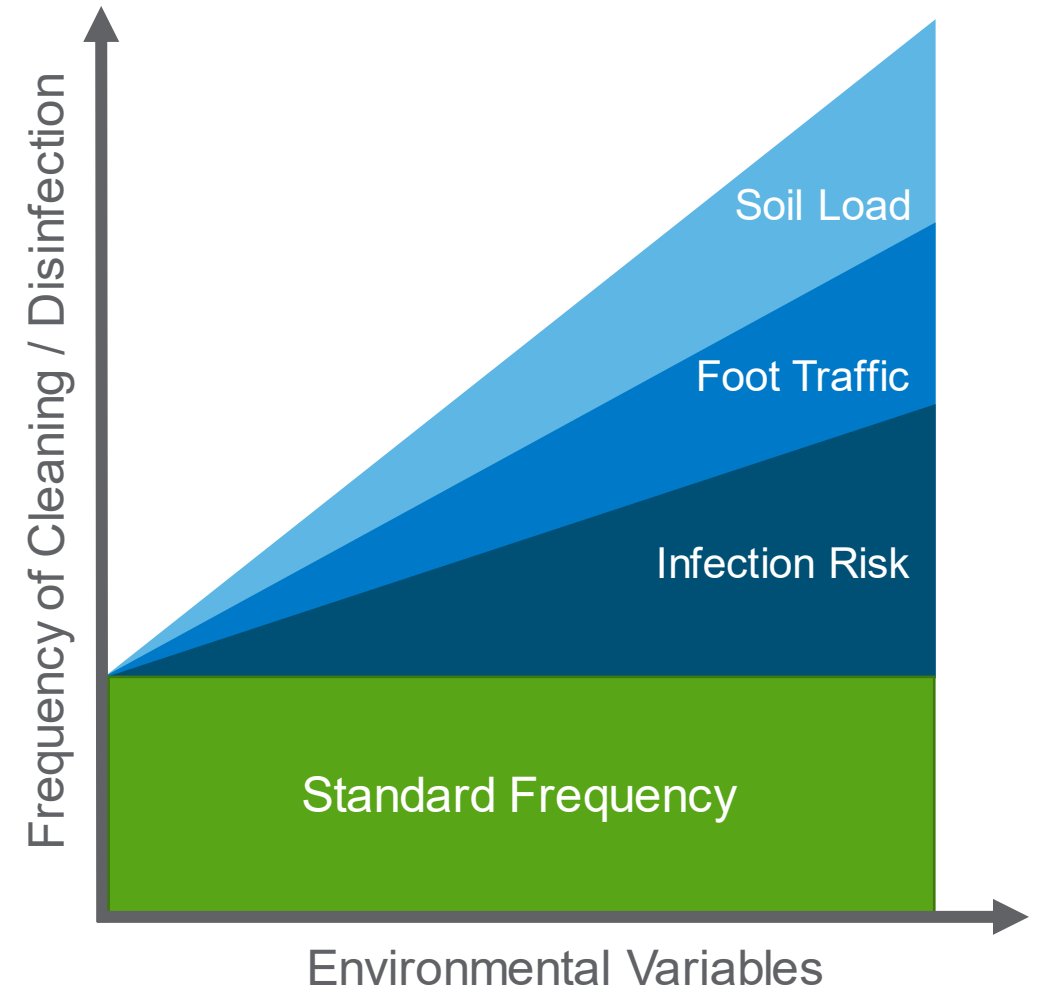 Frequency of Cleaning / Disinfection
Soil Load
Foot Traffic
Infection Risk
Standard Frequency
Environmental Variables